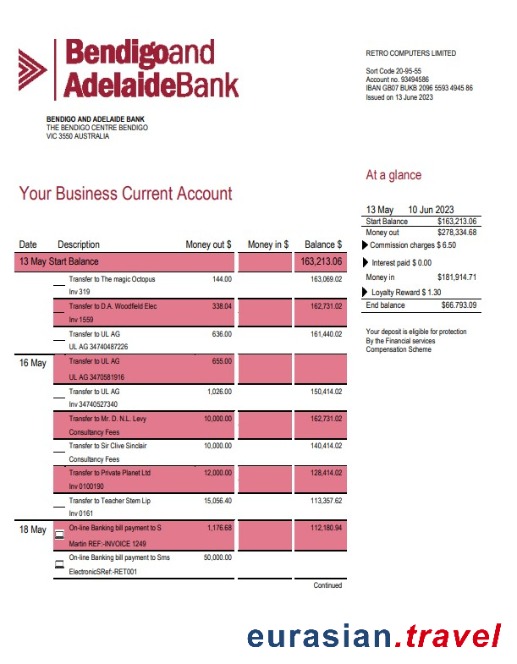 Bendigoand
AdelaideBank
BENDIGO AND ADELAIDE BANK
THE BENDIGO CENTRE BENDIGO
VIC 3550 AUSTRALIA
RETRO COMPUTERS LIMITED
Sort Code 20-95-55
Account no. 93494586
IBAN GB07 BUKB 2096 5593 4945 86
Issued on 13 June 2023
Your Business Current Account
At a glance
13 May 10 Jun 2023
Start Balance $163,213.06
Money out $278,334.68
Commission charges $ 6.50
Interest paid $ 0.00
Money in $181,914.71
Loyalty Reward $ 1.30
End balance $66.793.09
Your deposit is eligible for protection
By the Financial services
Compensation Scheme
Date Description Money out $ Money in $ Balance $
13 May Start Balance 163,213.06
Transfer to The magic Octopus 144.00 163,069.02
Inv 319
Transfer to D.A. Woodfield Elec 338.04 162,731.02
Inv 1559
Transfer to UL AG 636.00 161,440.02
UL AG 34740487226
16 May Transfer to UL AG 655.00
UL AG 3470581916
Transfer to UL AG 1,026.00 150,414.02
Inv 34740527340
Transfer to Mr. D. N.L. Levy 10,000.00 162,731.02
Consultancy Fees
Transfer to Sir Clive Sinclair 10,000.00 140,414.02
Consultancy Fees
Transfer to Private Planet Ltd 12,000.00 128,414.02
Inv 0100190
Transfer to Teacher Stem Lip 15,056.40 113,357.62
Inv 0161
18 May On-line Banking bill payment to S 1,176.68 112,180.94
Martin REF:-INVOICE 1249
On-line Banking bill payment to Sms 50,000.00
ElectronicSRef:-RET001
Continued
eurasian.travel